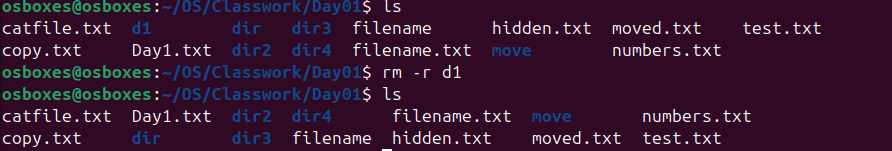 osboxes@osboxes:~/OS/Classwork/Day01$ ls
catfile.txt d1 dir dir3 filename hidden.txt moved.txt test.txt
copy.txt Day1.txt dir2 dir4 filename.txt move numbers.txt
osboxes@osboxes:~/OS/Classwork/Day01$ rm -r d1
osboxes@osboxes:~/OS/Classwork/Day01$ ls
catfile.txt Day1.txt dir2 dir4 filename.txt move numbers.txt
copy.txt dir dir3 filename hidden.txt moved.txt test.txt